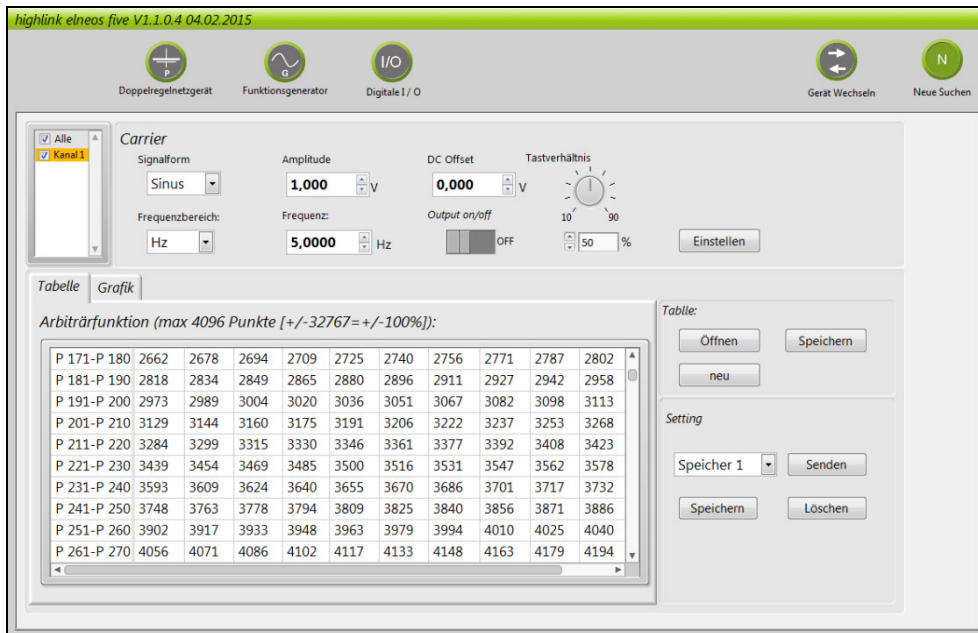 highlink elneos five V1.1.0.4 04.02.2015
P
G
I/O
N
Doppelregelnetzgerät Funktionsgenerator Digitale I / O Gerät Wechseln Neue Suchen
Alle
Kanal 1
Carrier
Signalform Amplitude DC Offset Tastverhältnis
Sinus 1,000 V 0,000 V
10 90
Frequenzbereich: Frequenz: Output on/off
Hz 5,0000 Hz OFF 50 % Einstellen
Tabelle Grafik
Arbiträrfunktion (max 4096 Punkte [+/-32767=+/-100%]):
P 171-P 180 2662 2678 2694 2709 2725 2740 2756 2771 2787 2802
P 181-P 190 2818 2834 2849 2865 2880 2896 2911 2927 2942 2958
P 191-P 200 2973 2989 3004 3020 3036 3051 3067 3082 3098 3113
P 201-P 210 3129 3144 3160 3175 3191 3206 3222 3237 3253 3268
P 211-P 220 3284 3299 3315 3330 3346 3361 3377 3392 3408 3423
P 221-P 230 3439 3454 3469 3485 3500 3516 3531 3547 3562 3578
P 231-P 240 3593 3609 3624 3640 3655 3670 3686 3701 3717 3732
P 241-P 250 3748 3763 3778 3794 3809 3825 3840 3856 3871 3886
P 251-P 260 3902 3917 3933 3948 3963 3979 3994 4010 4025 4040
P 261-P 270 4056 4071 4086 4102 4117 4133 4148 4163 4179 4194
Tablle:
Öffnen Speichern
neu
Setting
Speicher 1 Senden
Speichern Löschen